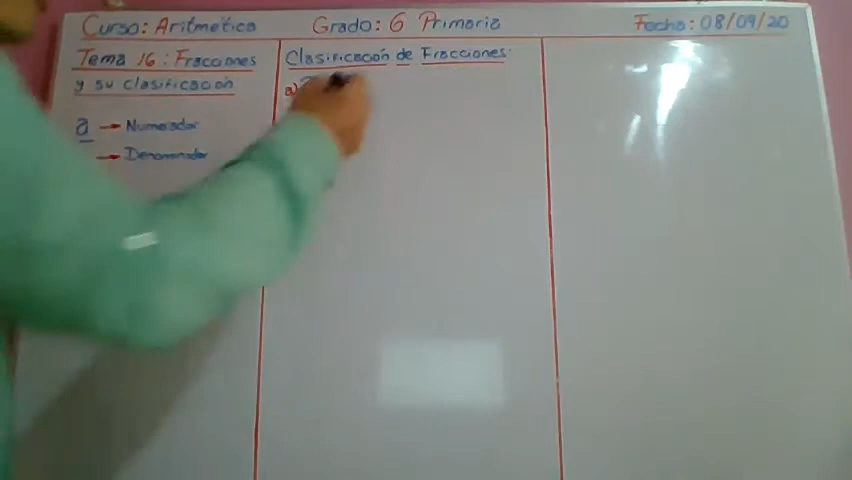 Curso: Aritmética Grado: 6 Primaria Fecha: 08/09/20
Tema 16: Fracciones
y su clasificación
a → Numerador
→ Denominador
Clasificación de Fracciones:
a)